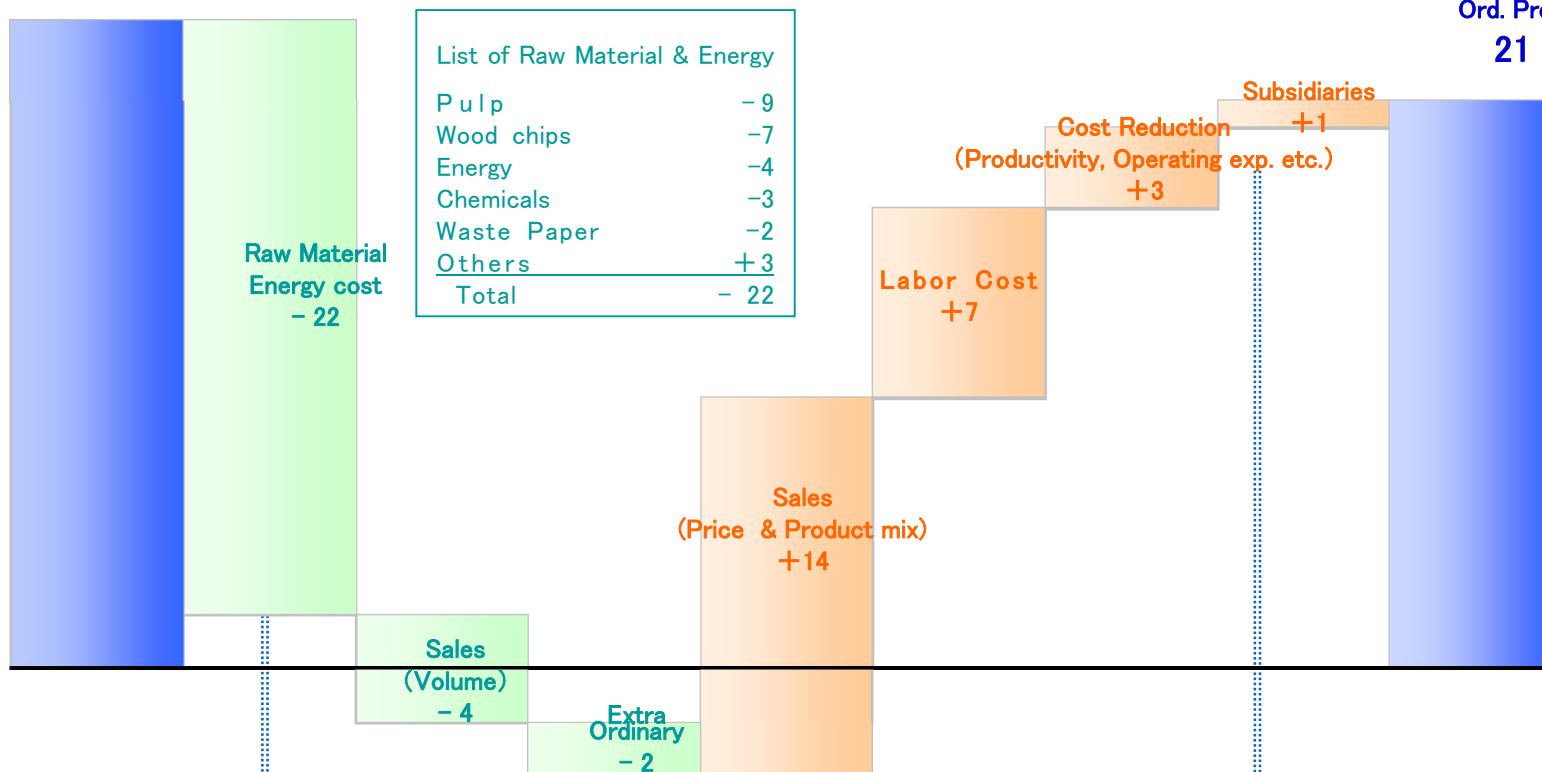 Ord. Pro
21
List of Raw Material & Energy
Pulp －9
Wood chips -7
Energy -4
Chemicals -3
Waste Paper -2
Others ＋3
Total － 22
Raw Material
Energy cost
－22
Sales
(Volume)
－4
Extra
Ordinary
－2
Sales
(Price & Product mix)
＋14
Labor Cost
＋7
Cost Reduction
(Productivity, Operating exp. etc.)
＋3
Subsidiaries
＋1